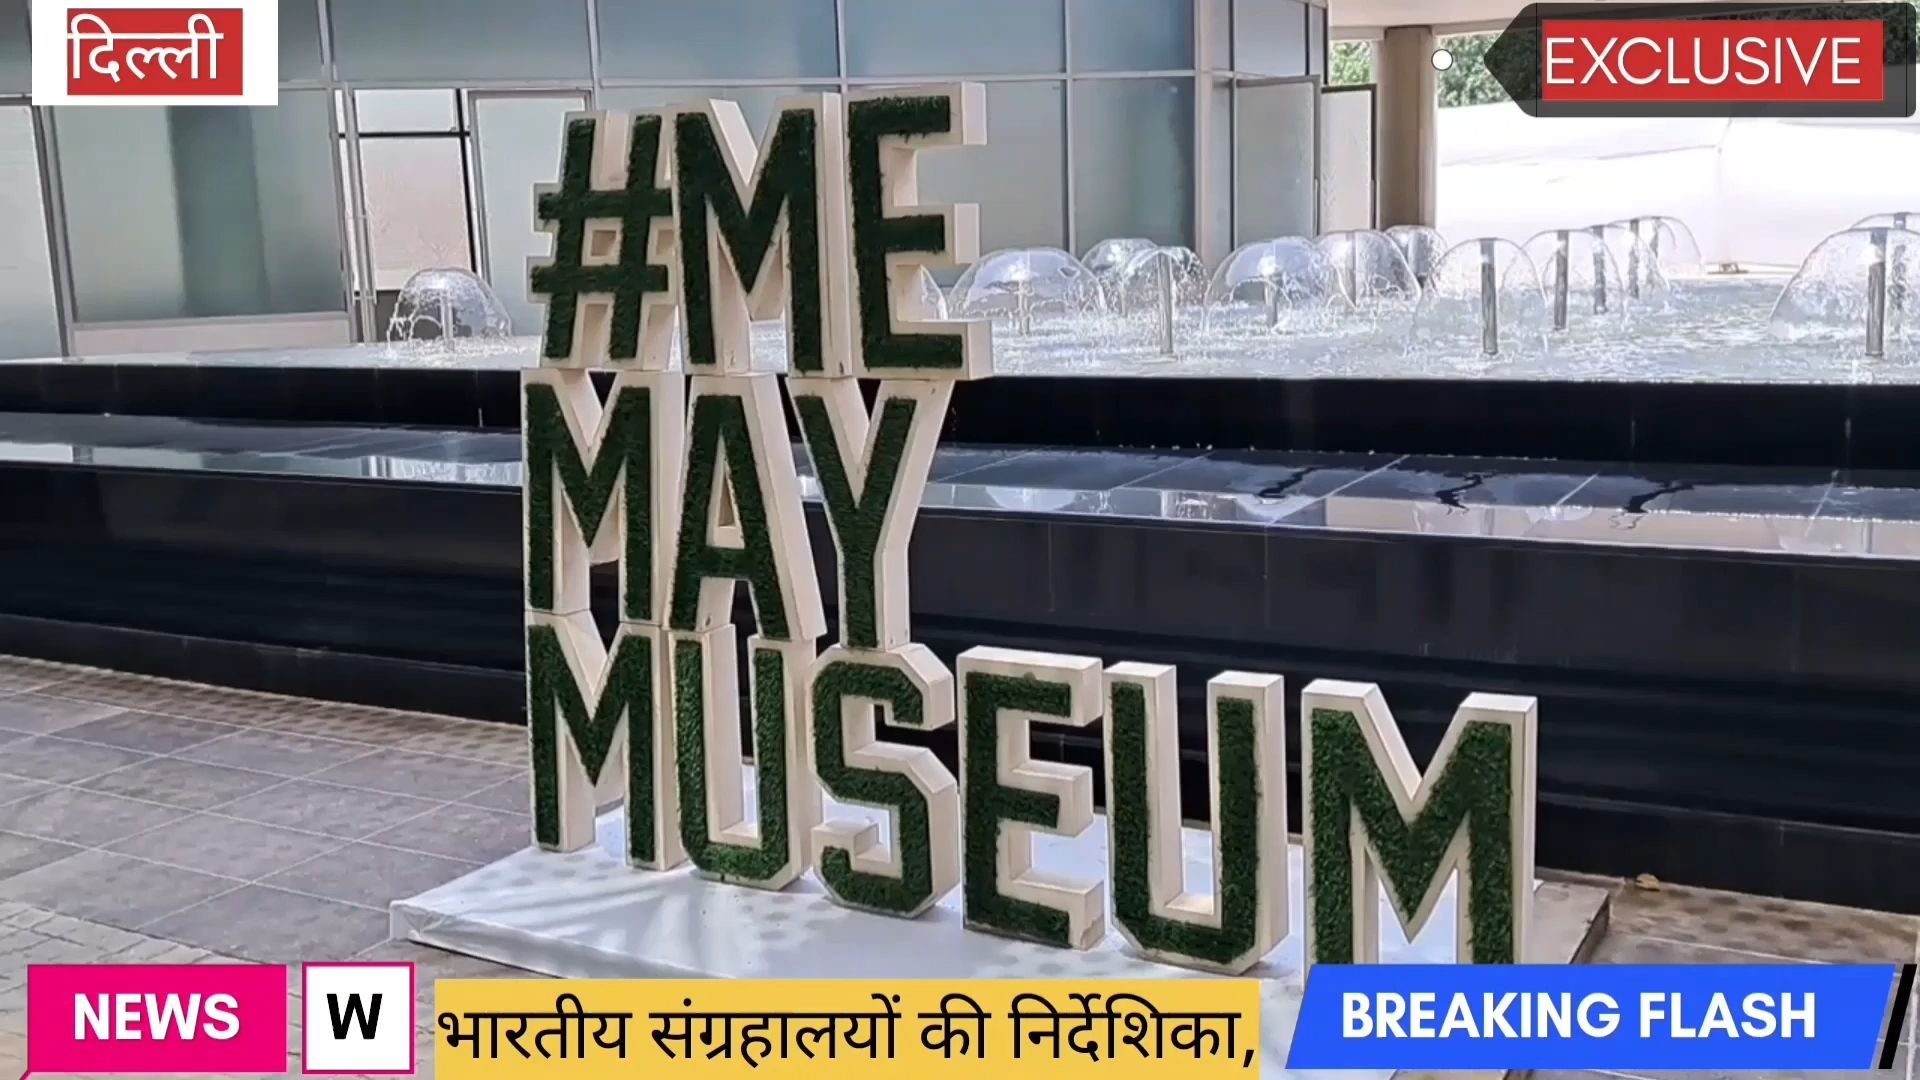 दिल्ली
EXCLUSIVE
#ME
MAY
MUSEUM
NEWS
W
भारतीय संग्रहालयों की निर्देशिका,
BREAKING FLASH